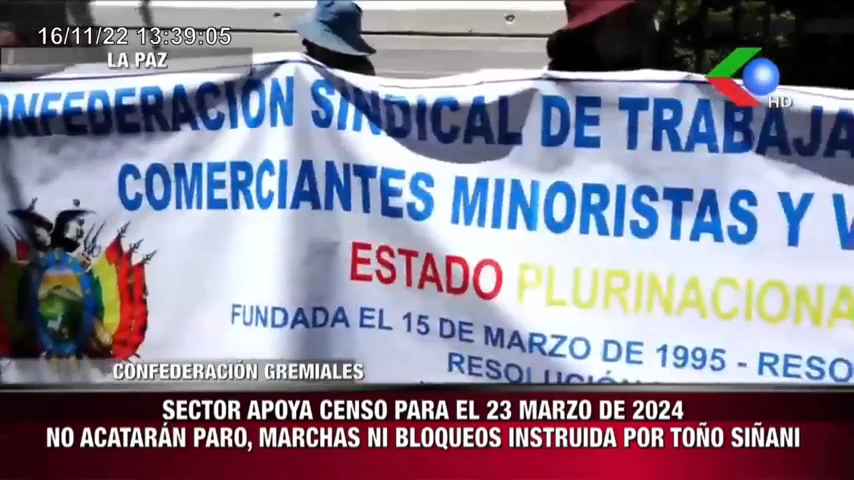 16/11/22 13:39:05
LA PAZ
HD
CONFEDERACIÓN SINDICAL DE TRABAJA
COMERCIANTES MINORISTAS Y V
ESTADO PLURINACIONA
FUNDADA EL 15 DE MARZO DE 1995 - RESO
RESOLUCIÓN
CONFEDERACIÓN GREMIALES
SECTOR APOYA CENSO PARA EL 23 MARZO DE 2024
NO ACATARÁN PARO, MARCHAS NI BLOQUEOS INSTRUIDA POR TOÑO SIÑANI